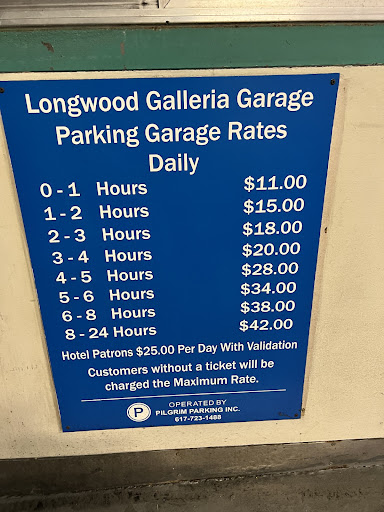 Longwood Galleria Garage
Parking Garage Rates
Daily
0 - 1 Hours $11.00
1 - 2 Hours $15.00
2 - 3 Hours $18.00
3 - 4 Hours $20.00
4 - 5 Hours $28.00
5 - 6 Hours $34.00
6 - 8 Hours $38.00
8 - 24 Hours $42.00
Hotel Patrons $25.00 Per Day With Validation
Customers without a ticket will be
charged the Maximum Rate.
P
OPERATED BY
PILGRIM PARKING INC.
617-723-1488